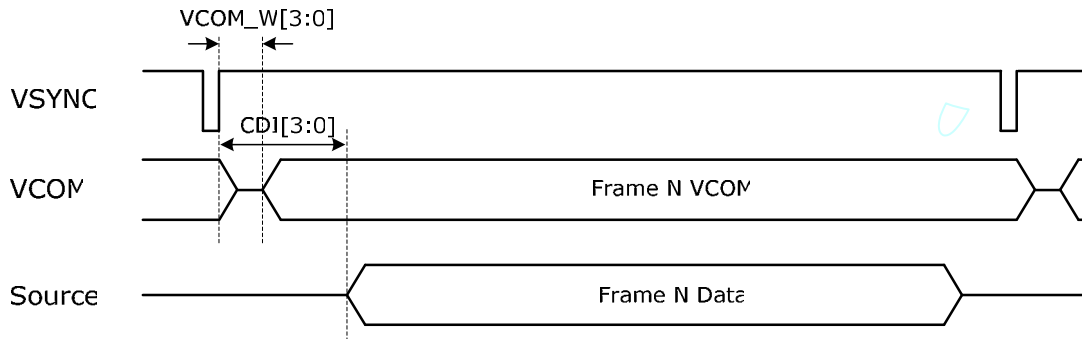 VCOM_W[3:0]
VSYNC
CDI[3:0]
VCOM
Frame N VCOM
Source
Frame N Data